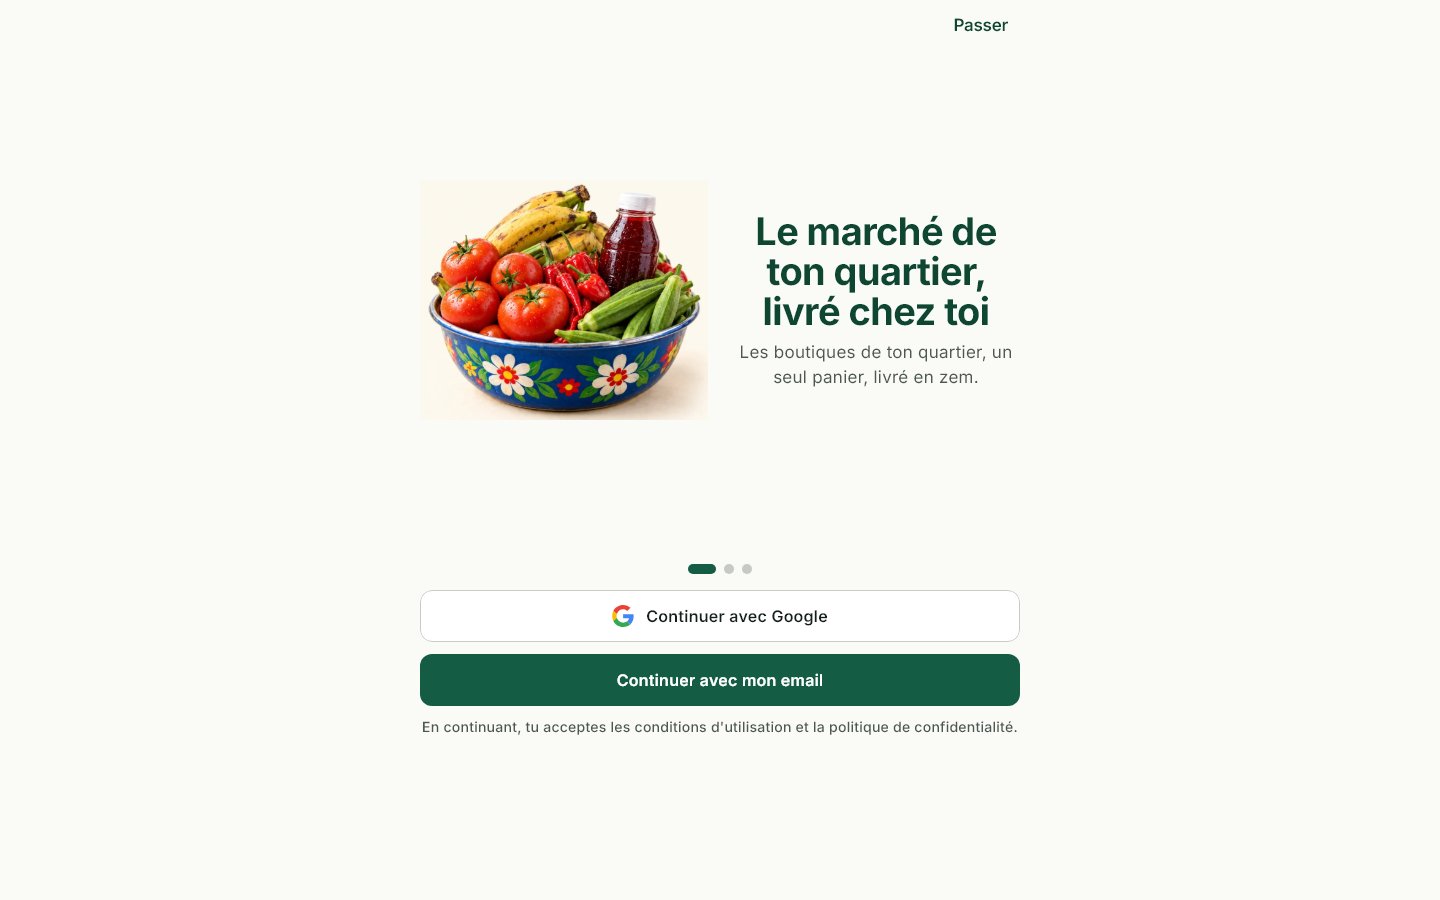 Passer
Le marché de
ton quartier,
livré chez toi
Les boutiques de ton quartier, un
seul panier, livré en zem.
Continuer avec Google
Continuer avec mon email
En continuant, tu acceptes les conditions d'utilisation et la politique de confidentialité.